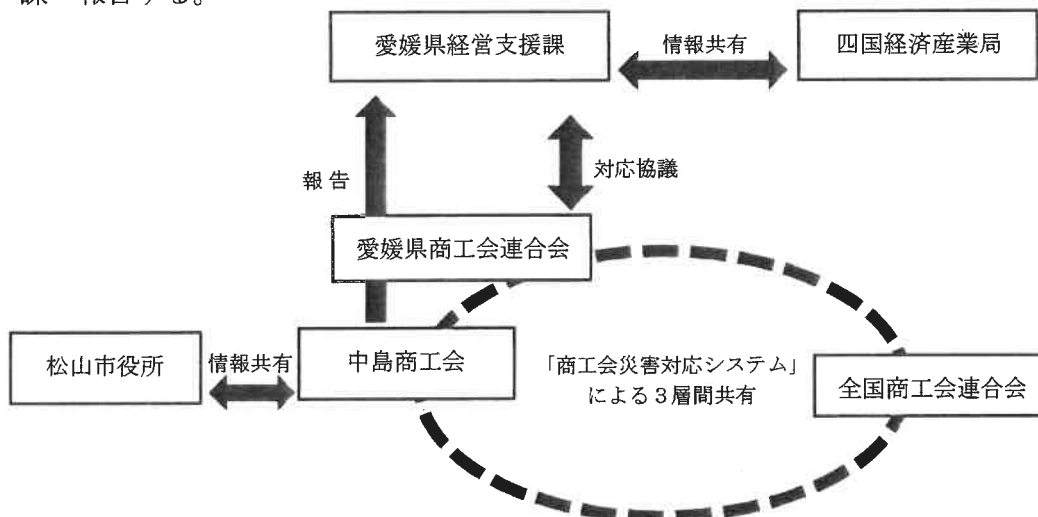 課へ報告する。
愛媛県経営支援課
情報共有
四国経済産業局
報告
対応協議
愛媛県商工会連合会
松山市役所
情報共有
中島商工会
「商工会災害対応システム」
による3層間共有
全国商工会連合会